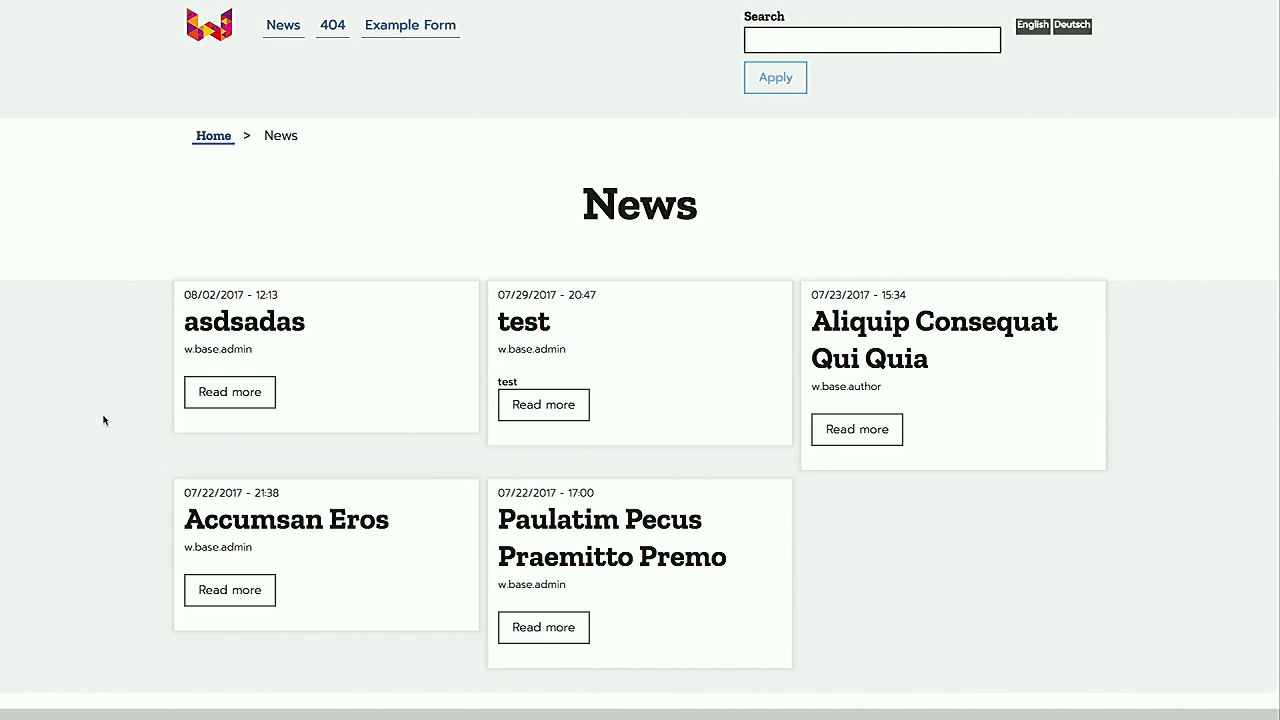 News
404
Example Form
Search
Apply
English
Deutsch
Home > News
News
08/02/2017 - 12:13
asdsadas
w.base.admin
Read more
07/29/2017 - 20:47
test
w.base.admin
test
Read more
07/23/2017 - 15:34
Aliquip Consequat
Qui Quia
w.base.author
Read more
07/22/2017 - 21:38
Accumsan Eros
w.base.admin
Read more
07/22/2017 - 17:00
Paulatim Pecus
Praemitto Premo
w.base.admin
Read more